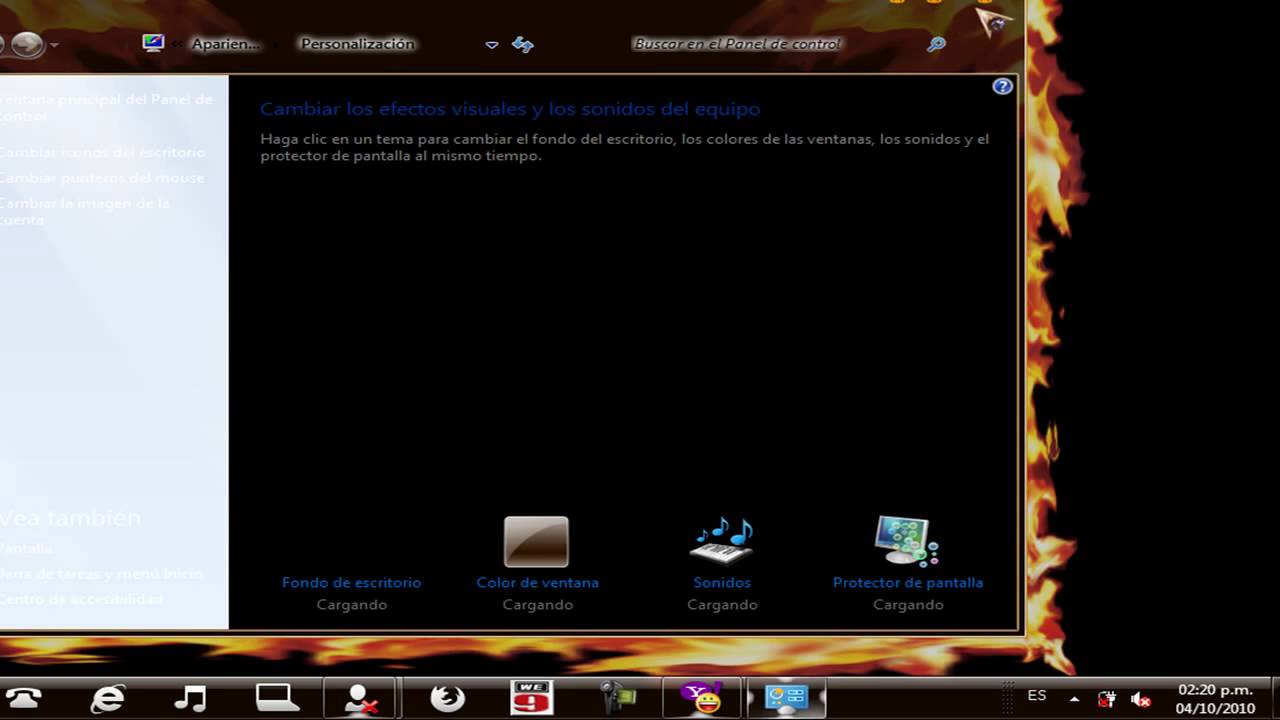 « Aparien... Personalización
Buscar en el Panel de control
Ventana principal del Panel de
control
Cambiar iconos del escritorio
Cambiar punteros del mouse
Cambiar la imagen de la
cuenta
Vea también
Pantalla
Barra de tareas y menú Inicio
Centro de accesibilidad
Cambiar los efectos visuales y los sonidos del equipo
Haga clic en un tema para cambiar el fondo del escritorio, los colores de las ventanas, los sonidos y el
protector de pantalla al mismo tiempo.
Fondo de escritorio
Cargando
Color de ventana
Cargando
Sonidos
Cargando
Protector de pantalla
Cargando
WE
9
ES
02:20 p.m.
04/10/2010